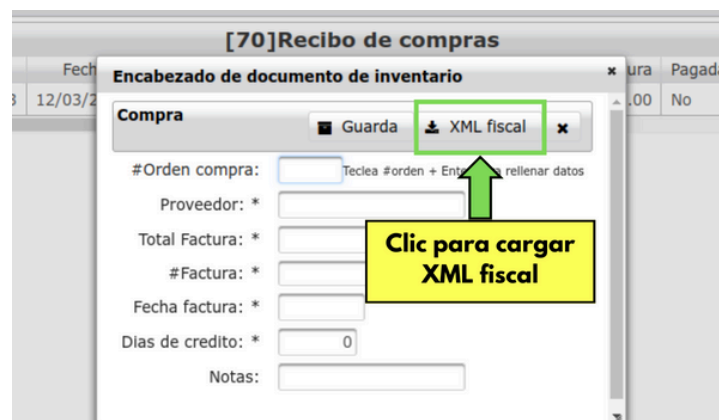 [70]Recibo de compras
Encabezado de documento de inventario
Pagad
12/03/2
.00 No
Compra
Guarda XML fiscal
#Orden compra: Teclea #orden + Ente rellenar datos
Proveedor: *
Total Factura: *
Clic para cargar
XML fiscal
#Factura: *
Fecha factura: *
Dias de credito: * 0
Notas: